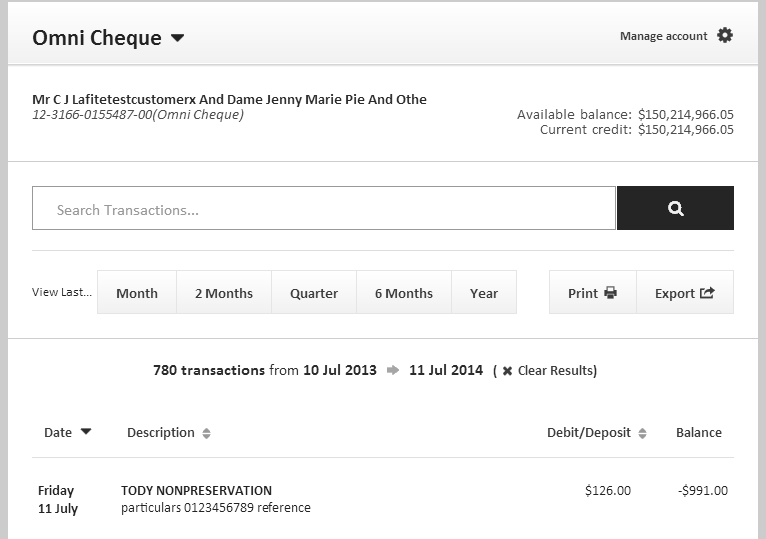 Omni Cheque
Manage account
Mr C J Lafitetestcustomerx And Dame Jenny Marie Pie And Othe
12-3166-0155487-00(Omni Cheque)
Available balance: $150,214,966.05
Current credit: $150,214,966.05
Search Transactions...
View Last... Month 2 Months Quarter 6 Months Year Print Export
780 transactions from 10 Jul 2013 11 Jul 2014 ( Clear Results)
Date Description Debit/Deposit Balance
Friday TODY NONPRESERVATION $126.00 -$991.00
11 July particulars 0123456789 reference